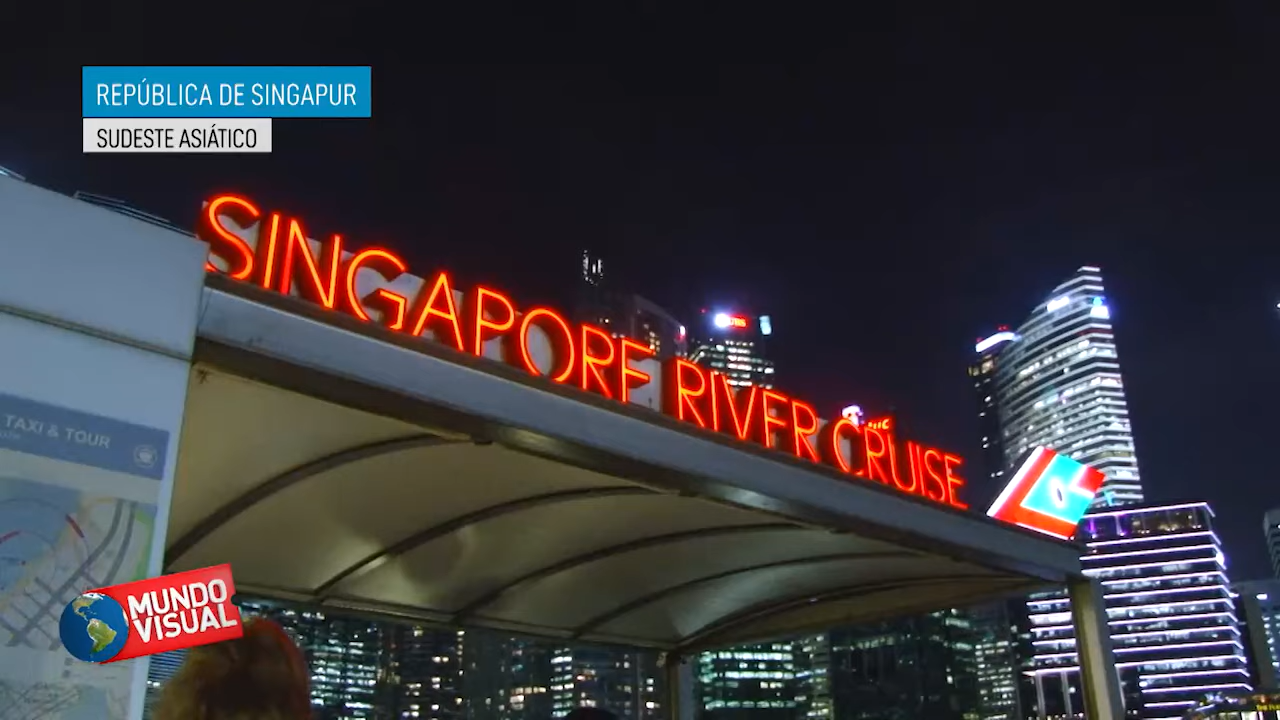 REPÚBLICA DE SINGAPUR
SUDESTE ASIÁTICO
SINGAPORE RIVER CRUISE
TAXI & TOUR
MUNDO
VISUAL